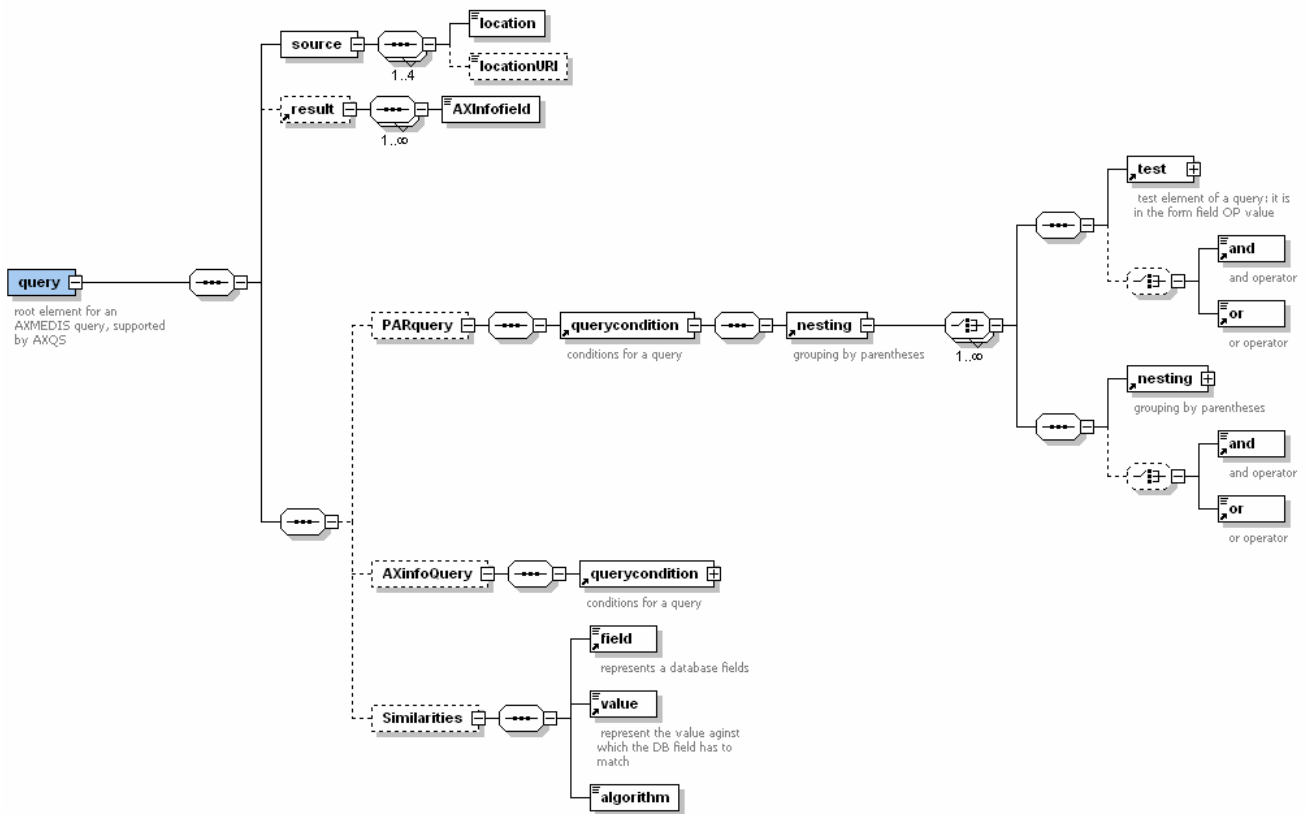 location
source
1..4
locationURI
result
AXInfofield
1..∞
test
test element of a query: it is
in the form field OP value
and
and operator
query
root element for an
AXMEDIS query, supported
by AXQS
PARquery
querycondition
conditions for a query
nesting
grouping by parentheses
1..∞
or
or operator
nesting
grouping by parentheses
and
and operator
or
or operator
AXinfoQuery
querycondition
conditions for a query
field
represents a database fields
Similarities
value
represent the value aginst
which the DB field has to
match
algorithm